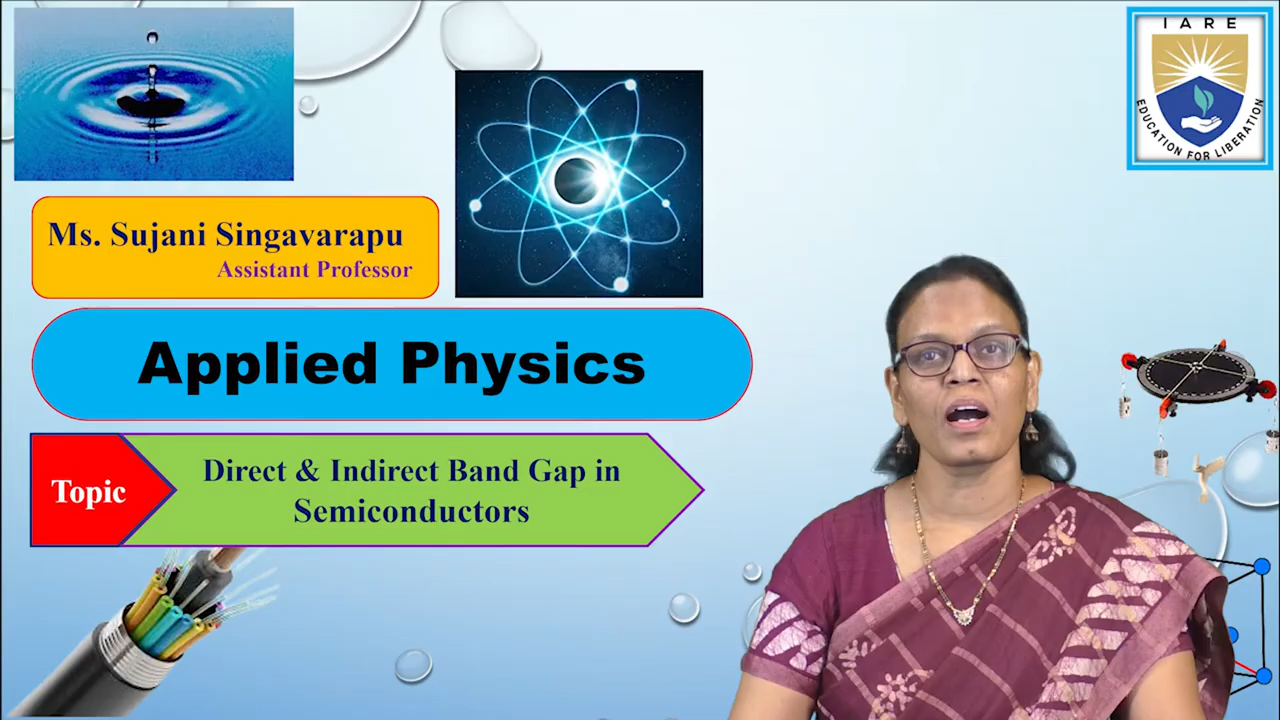 I A R E
EDUCATION FOR LIBERATION
Ms. Sujani Singavarapu
Assistant Professor
Applied Physics
Topic
Direct & Indirect Band Gap in
Semiconductors